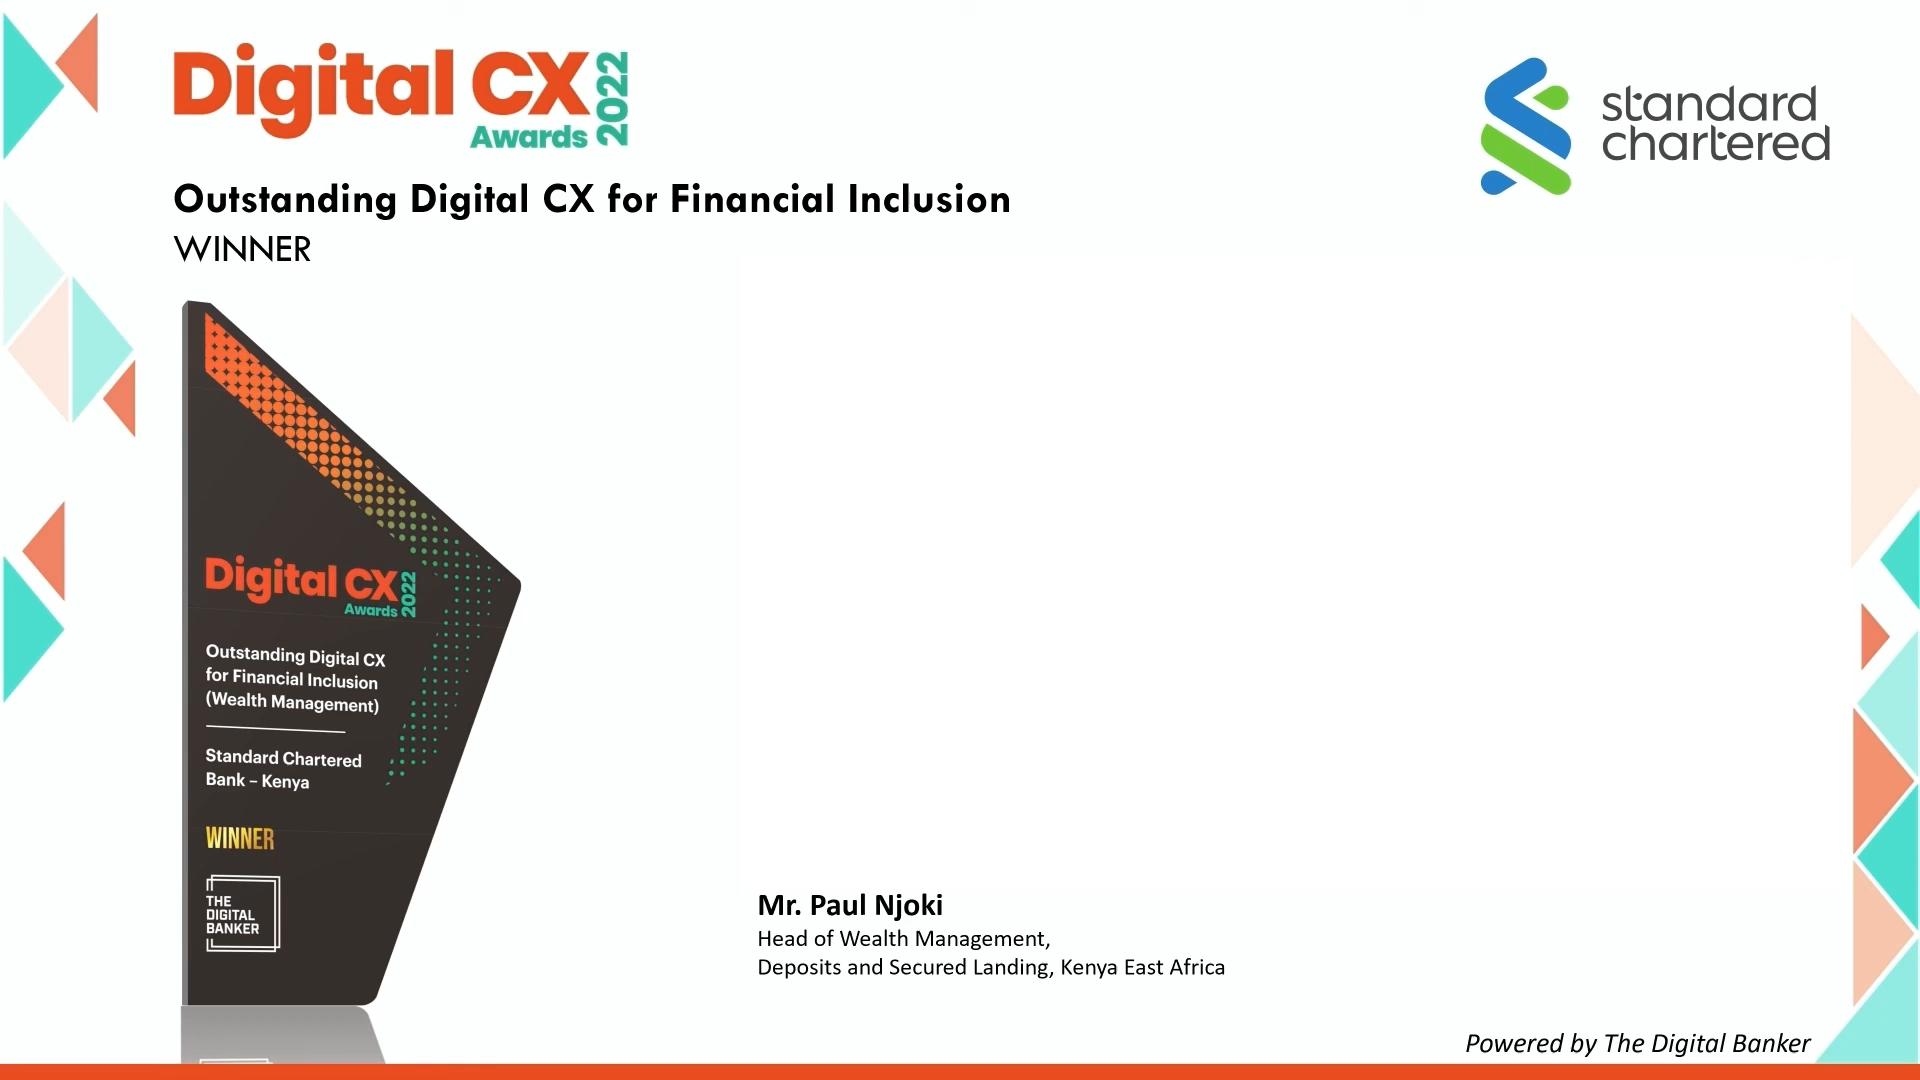 Digital CX 2022
Awards
standard
chartered
Outstanding Digital CX for Financial Inclusion
WINNER
Digital CX 2022
Awards
Outstanding Digital CX
for Financial Inclusion
(Wealth Management)
Standard Chartered
Bank – Kenya
WINNER
THE
DIGITAL
BANKER
Mr. Paul Njoki
Head of Wealth Management,
Deposits and Secured Landing, Kenya East Africa
Powered by The Digital Banker